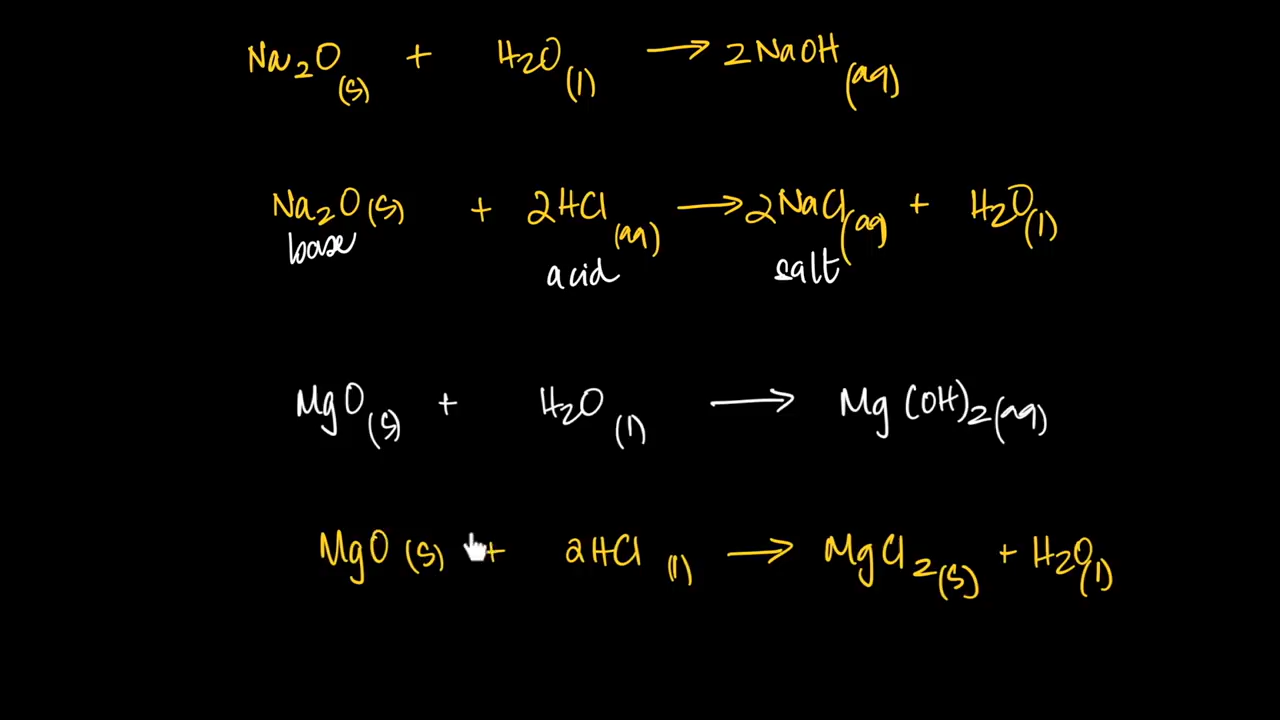 Na₂O(s) + H₂O(l) → 2NaOH(aq)
Na₂O(s) + 2HCl(aq) → 2NaCl(aq) + H₂O(l)
base acid salt
MgO(s) + H₂O(l) → Mg(OH)₂(aq)
MgO(s) + 2HCl(l) → MgCl₂(s) + H₂O(l)